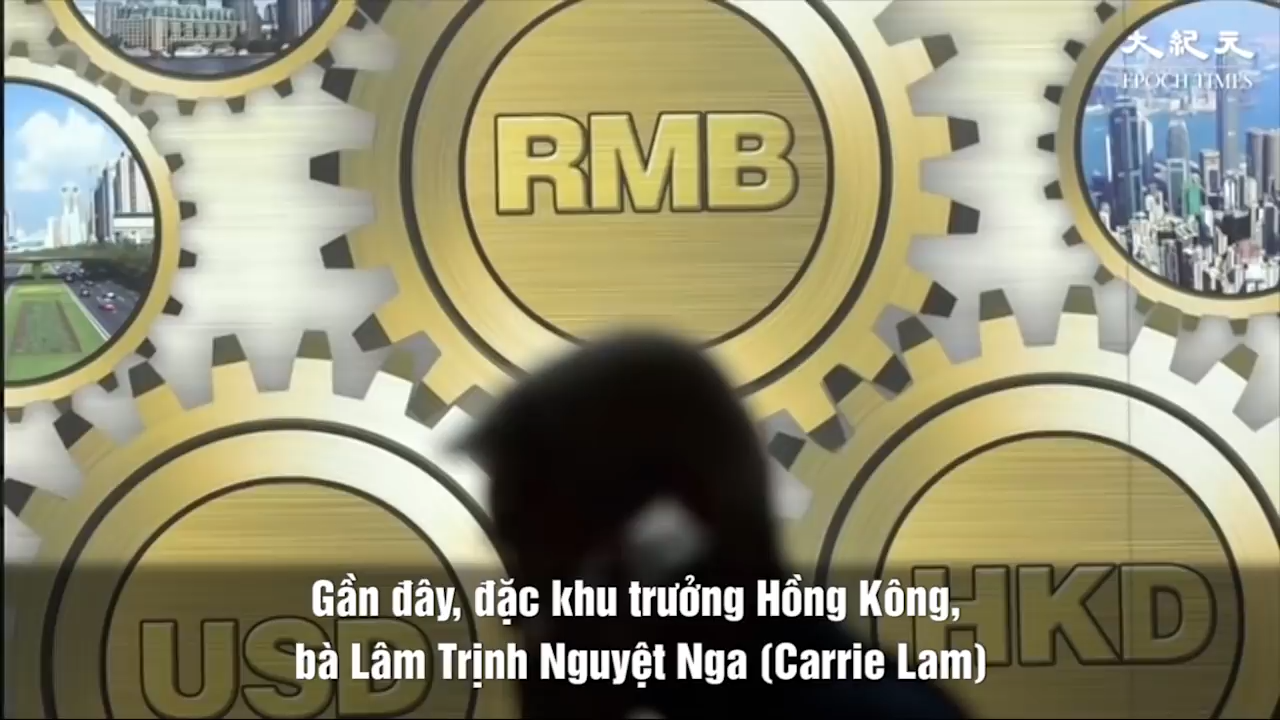 大紀元
EPOCH TIMES
RMB
USD
HKD
Gần đây, đặc khu trưởng Hồng Kông,
bà Lâm Trịnh Nguyệt Nga (Carrie Lam)